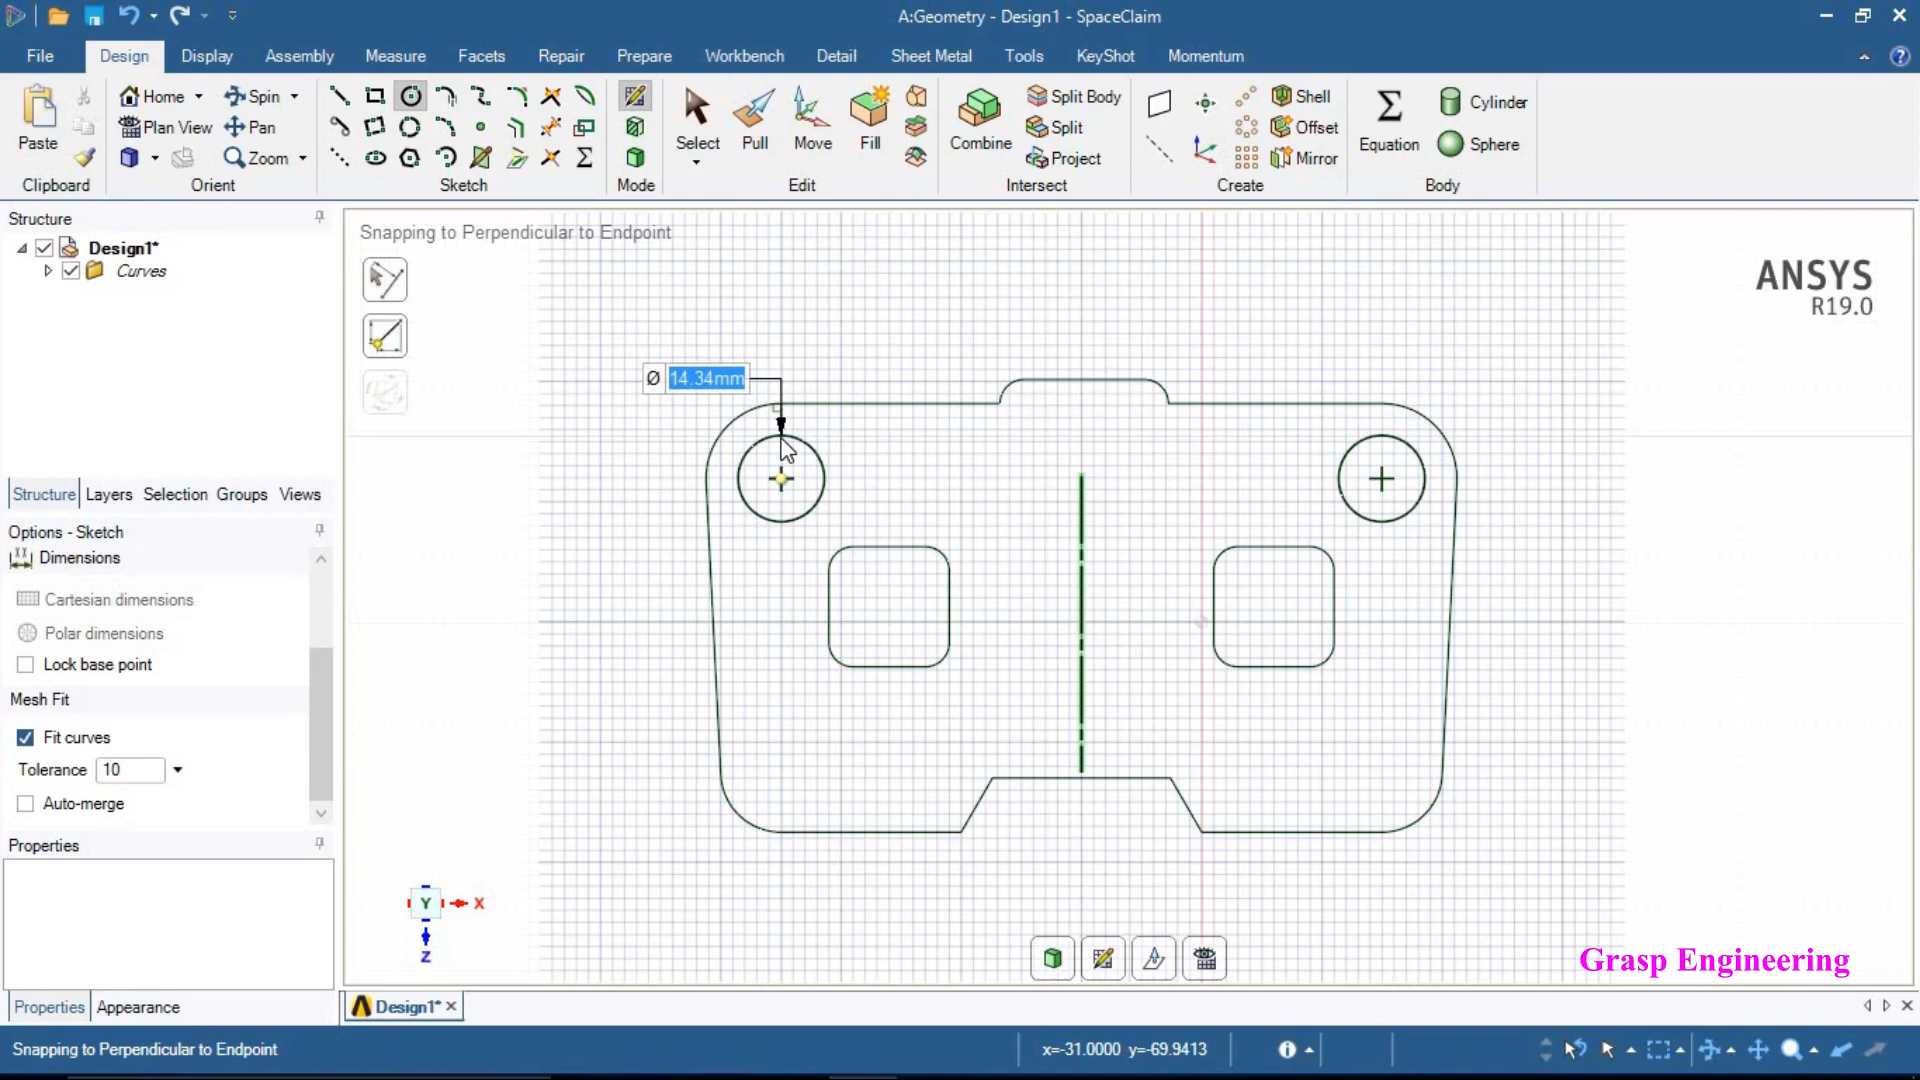 A:Geometry - Design1 - SpaceClaim
File Design Display Assembly Measure Facets Repair Prepare Workbench Detail Sheet Metal Tools KeyShot Momentum
Paste
Clipboard
Home Spin
Plan View Pan
Zoom
Orient
Sketch
Mode
Select Pull Move Fill
Edit
Combine
Split Body
Split
Project
Intersect
Shell
Offset
Mirror
Create
Equation
Cylinder
Sphere
Body
Structure
Design1*
Curves
Structure Layers Selection Groups Views
Options - Sketch
Dimensions
Cartesian dimensions
Polar dimensions
Lock base point
Mesh Fit
Fit curves
Tolerance 10
Auto-merge
Properties
Properties Appearance
Snapping to Perpendicular to Endpoint
ANSYS
R19.0
Ø 14.34mm
Y X
Z
Grasp Engineering
Design1*
Snapping to Perpendicular to Endpoint
x=-31.0000 y=-69.9413